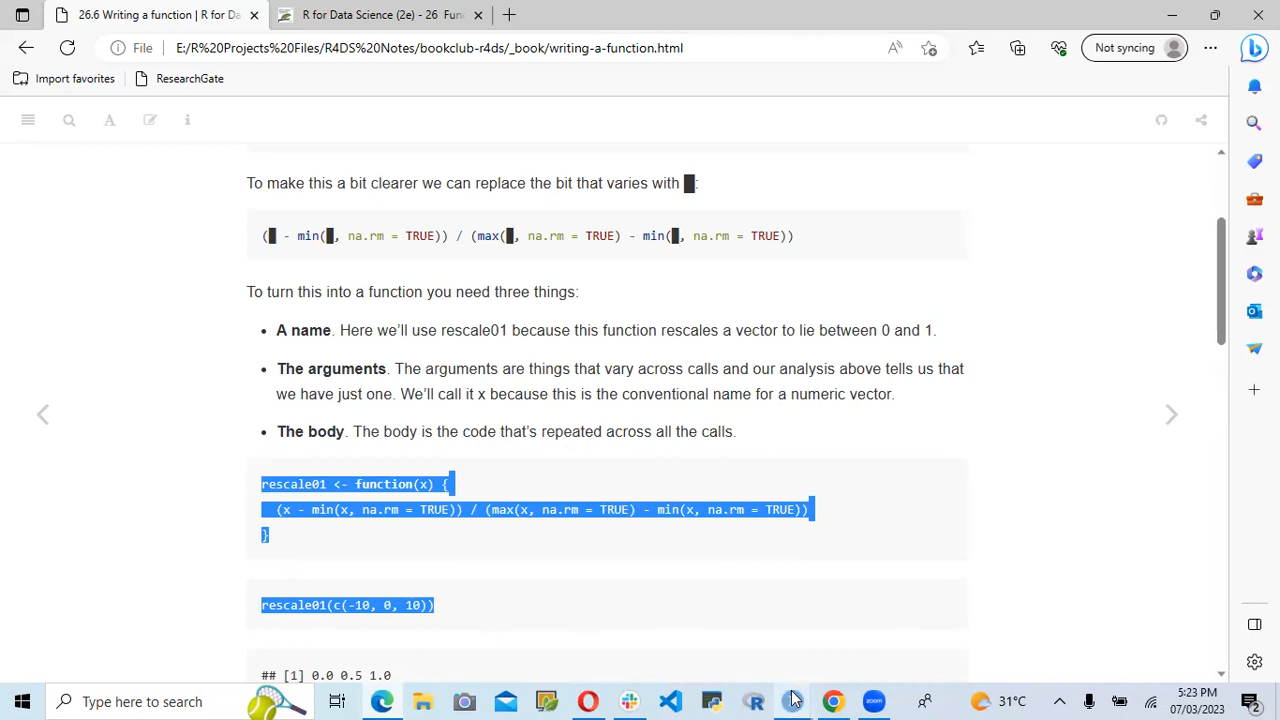 26.6 Writing a function | R for Da
R for Data Science (2e) - 26 Func
File
E:/R%20Projects%20Files/R4DS%20Notes/bookclub-r4ds/_book/writing-a-function.html
Not syncing
Import favorites
ResearchGate
To make this a bit clearer we can replace the bit that varies with █:
(█ - min(█, na.rm = TRUE)) / (max(█, na.rm = TRUE) - min(█, na.rm = TRUE))
To turn this into a function you need three things:
• A name. Here we'll use rescale01 because this function rescales a vector to lie between 0 and 1.
• The arguments. The arguments are things that vary across calls and our analysis above tells us that
we have just one. We'll call it x because this is the conventional name for a numeric vector.
• The body. The body is the code that's repeated across all the calls.
rescale01 <- function(x) {
(x - min(x, na.rm = TRUE)) / (max(x, na.rm = TRUE) - min(x, na.rm = TRUE))
}
rescale01(c(-10, 0, 10))
## [1] 0.0 0.5 1.0
Type here to search
31°C
5:23 PM
07/03/2023
2